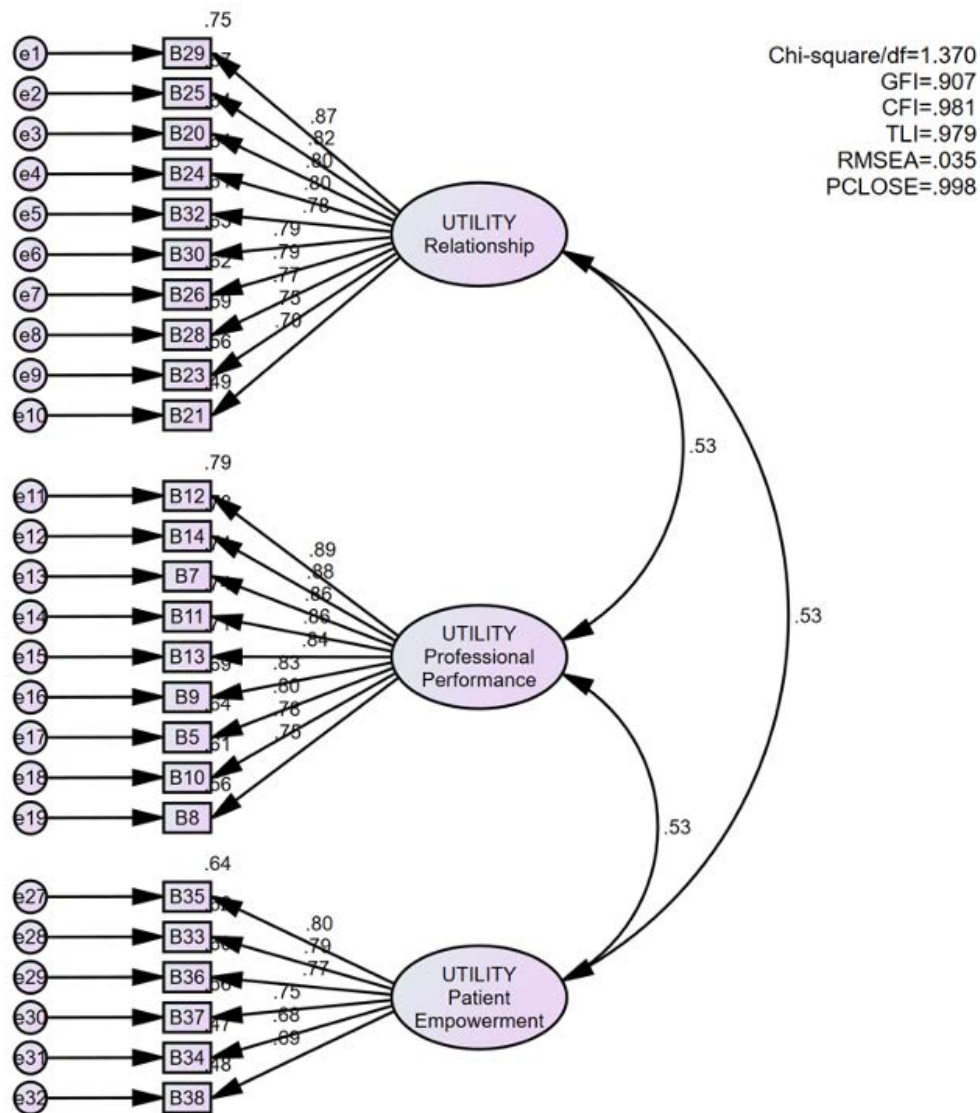 .75
e1 B29
e2 B25
e3 B20
e4 B24
e5 B32
e6 B30
e7 B26
e8 B28
e9 B23
e10 B21
.87
.82
.80
.80
.78
.79
.79
.77
.75
.70
.62
.59
.56
.49
UTILITY
Relationship
Chi-square/df=1.370
GFI=.907
CFI=.981
TLI=.979
RMSEA=.035
PCLOSE=.998
.53
.53
.79
e11 B12
e12 B14
e13 B7
e14 B11
e15 B13
e16 B9
e17 B5
e18 B10
e19 B8
.89
.88
.86
.86
.84
.83
.80
.78
.75
.71
.69
.64
.61
.56
UTILITY
Professional
Performance
.53
.64
e27 B35
e28 B33
e29 B36
e30 B37
e31 B34
e32 B38
.80
.79
.77
.75
.68
.69
.56
.47
.48
UTILITY
Patient
Empowerment